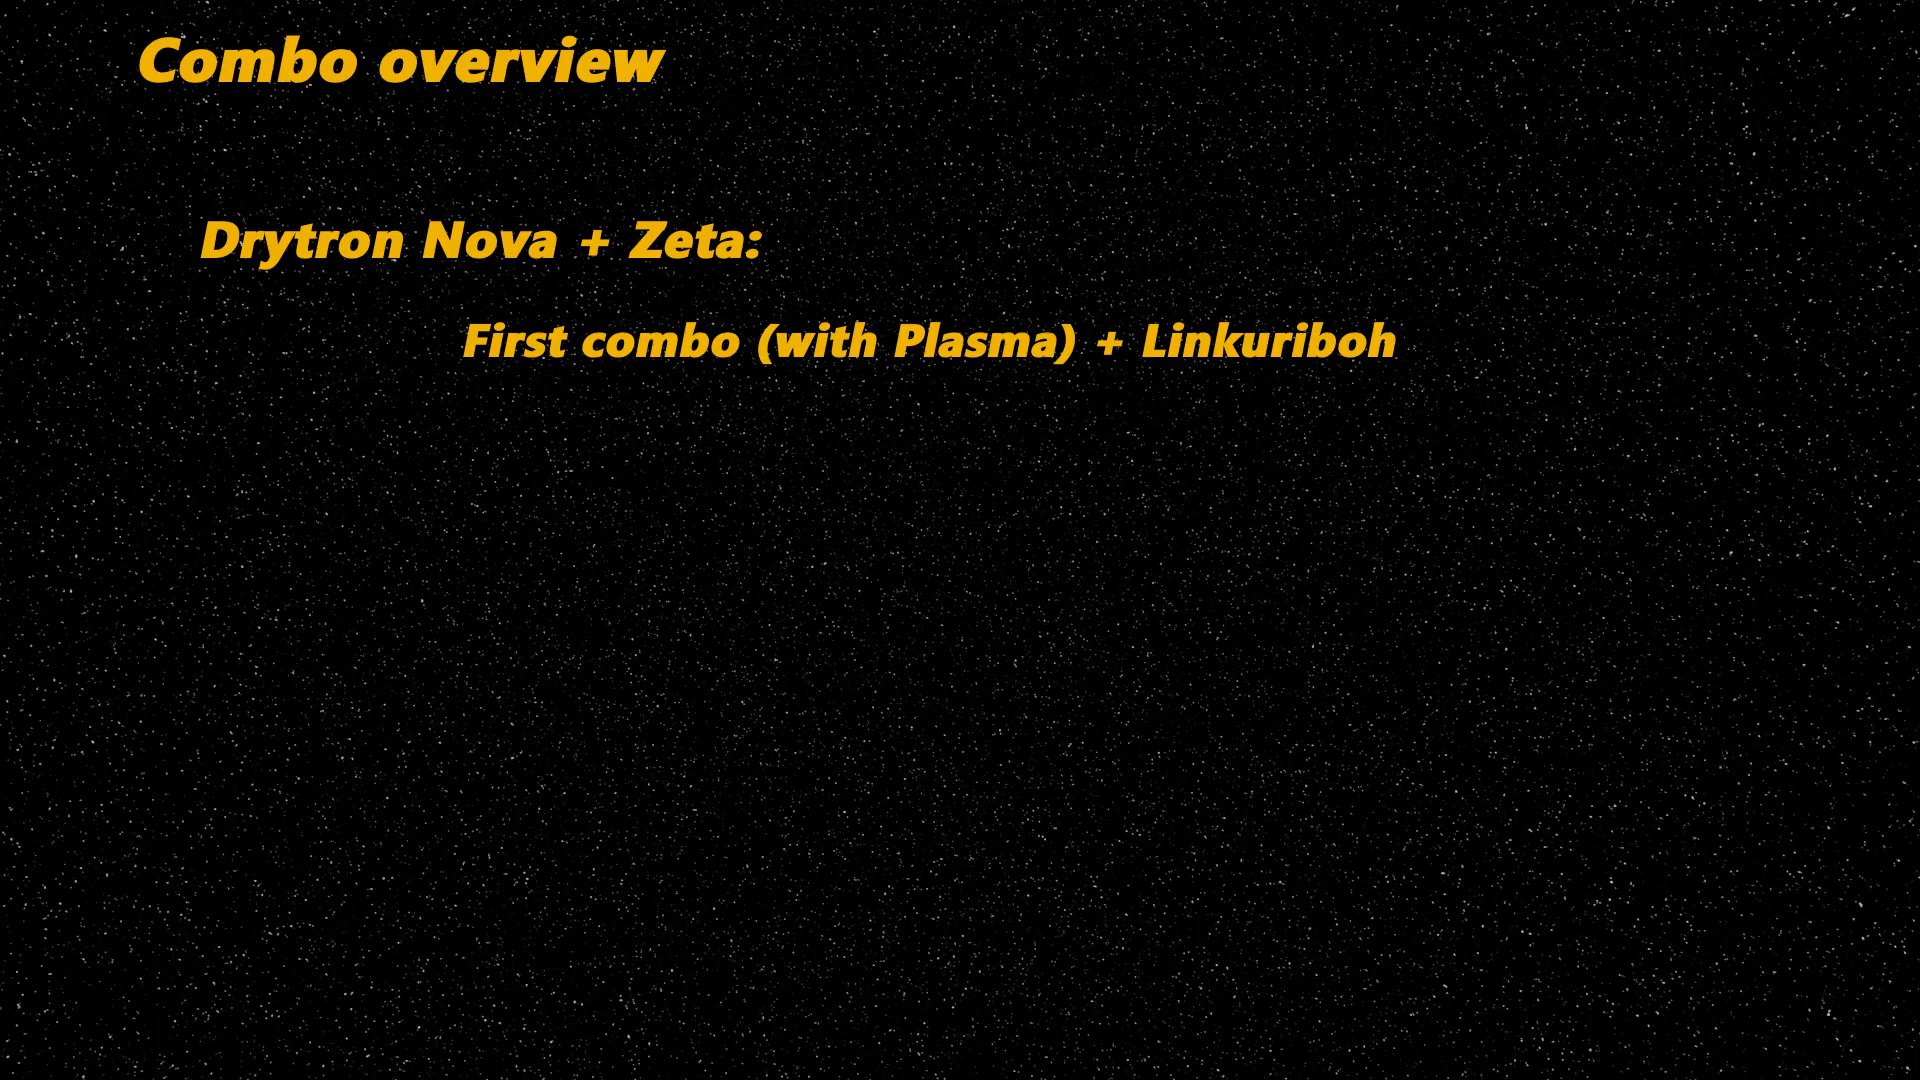 Combo overview
Drytron Nova + Zeta:
First combo (with Plasma) + Linkuriboh